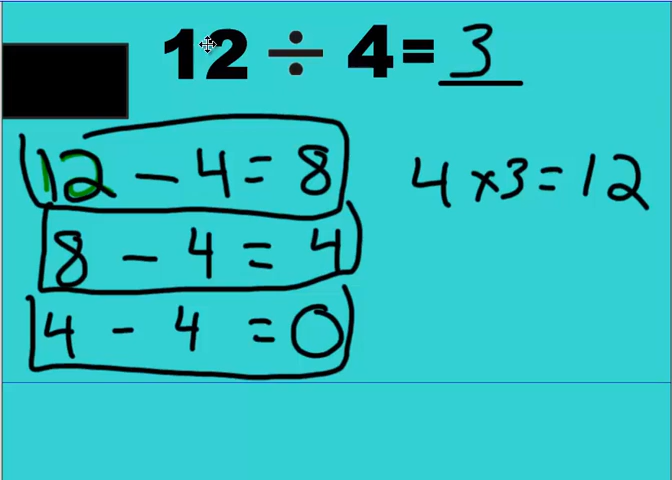 12 ÷ 4 = 3
12 - 4 = 8
4 x 3 = 12
8 - 4 = 4
4 - 4 = 0